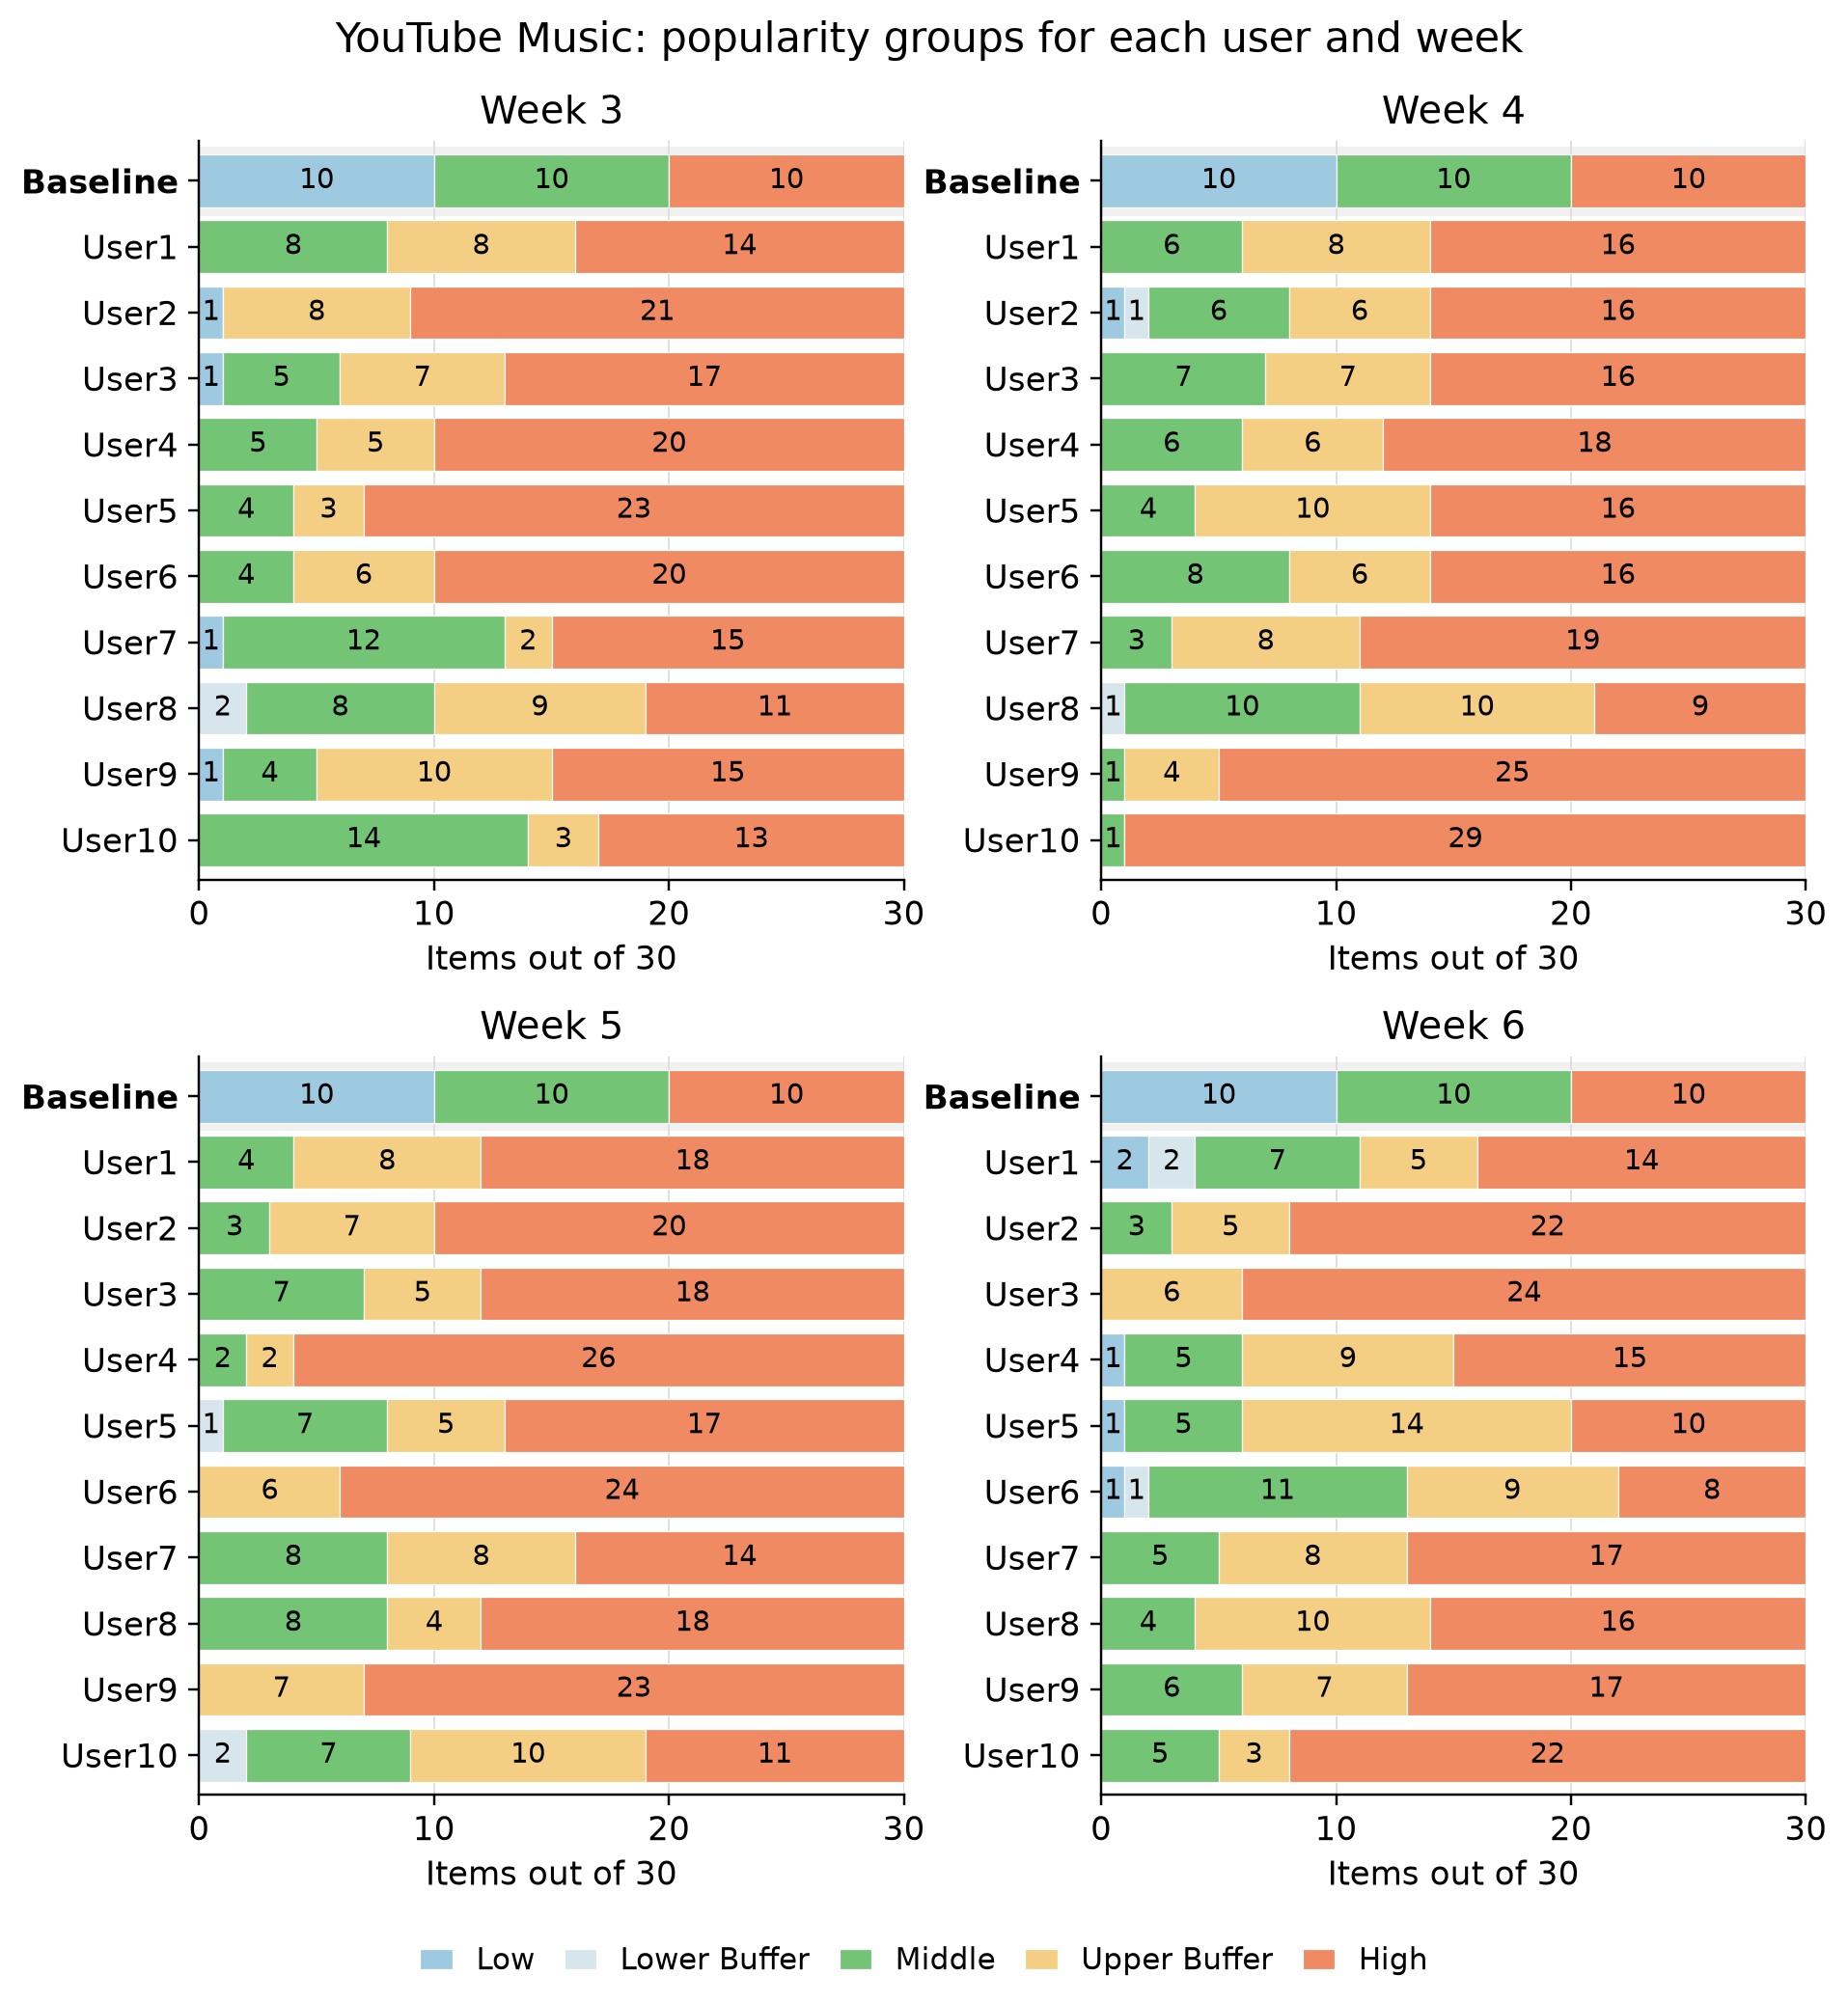 YouTube Music: popularity groups for each user and week
Week 3
Baseline 10 10 10
User1 8 8 14
User2 1 8 21
User3 1 5 7 17
User4 5 5 20
User5 4 3 23
User6 4 6 20
User7 1 12 2 15
User8 2 8 9 11
User9 1 4 10 15
User10 14 3 13
0 10 20 30
Items out of 30
Week 4
Baseline 10 10 10
User1 6 8 16
User2 1 1 6 6 16
User3 7 7 16
User4 6 6 18
User5 4 10 16
User6 8 6 16
User7 3 8 19
User8 1 10 10 9
User9 1 4 25
User10 1 29
0 10 20 30
Items out of 30
Week 5
Baseline 10 10 10
User1 4 8 18
User2 3 7 20
User3 7 5 18
User4 2 2 26
User5 1 7 5 17
User6 6 24
User7 8 8 14
User8 8 4 18
User9 7 23
User10 2 7 10 11
0 10 20 30
Items out of 30
Week 6
Baseline 10 10 10
User1 2 2 7 5 14
User2 3 5 22
User3 6 24
User4 1 5 9 15
User5 1 5 14 10
User6 1 1 11 9 8
User7 5 8 17
User8 4 10 16
User9 6 7 17
User10 5 3 22
0 10 20 30
Items out of 30
Low Lower Buffer Middle Upper Buffer High